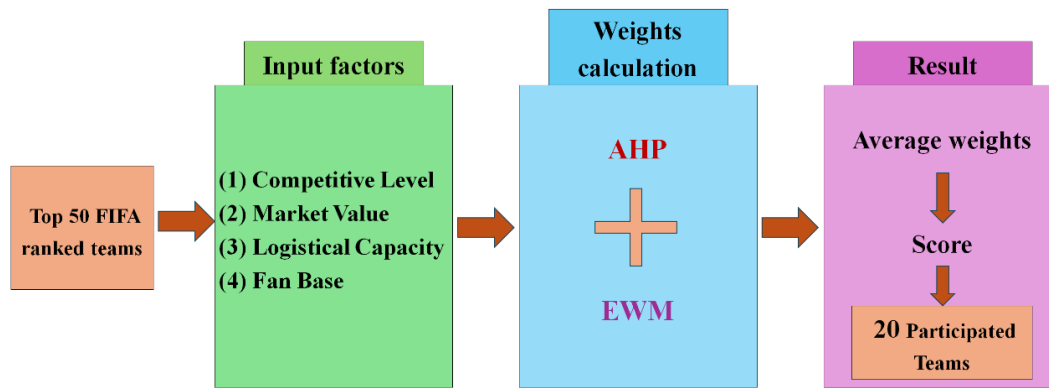 Top 50 FIFA
ranked teams
Input factors
(1) Competitive Level
(2) Market Value
(3) Logistical Capacity
(4) Fan Base
Weights
calculation
AHP
EWM
Result
Average weights
Score
20 Participated
Teams